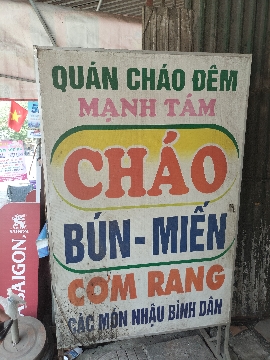 QUÁN CHÁO ĐÊM
MẠNH TÁM
CHÁO
BÚN - MIẾN
CƠM RANG
CÁC MÓN NHẬU BÌNH DÂN
SAIGON